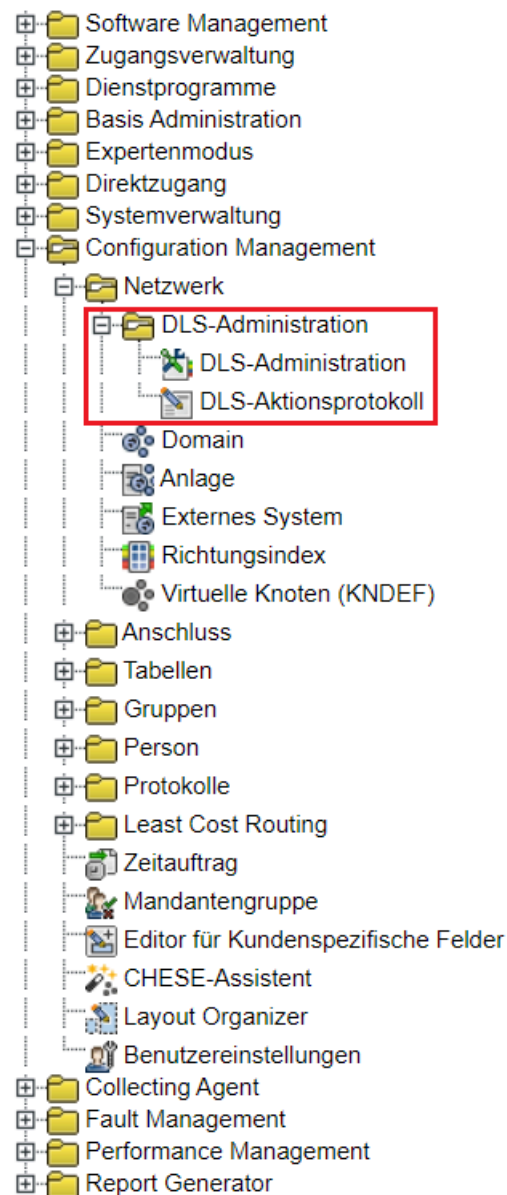 Software Management
Zugangsverwaltung
Dienstprogramme
Basis Administration
Expertenmodus
Direktzugang
Systemverwaltung
Configuration Management
Netzwerk
DLS-Administration
DLS-Administration
DLS-Aktionsprotokoll
Domain
Anlage
Externes System
Richtungsindex
Virtuelle Knoten (KNDEF)
Anschluss
Tabellen
Gruppen
Person
Protokolle
Least Cost Routing
Zeitauftrag
Mandantengruppe
Editor für Kundenspezifische Felder
CHESE-Assistent
Layout Organizer
Benutzereinstellungen
Collecting Agent
Fault Management
Performance Management
Report Generator